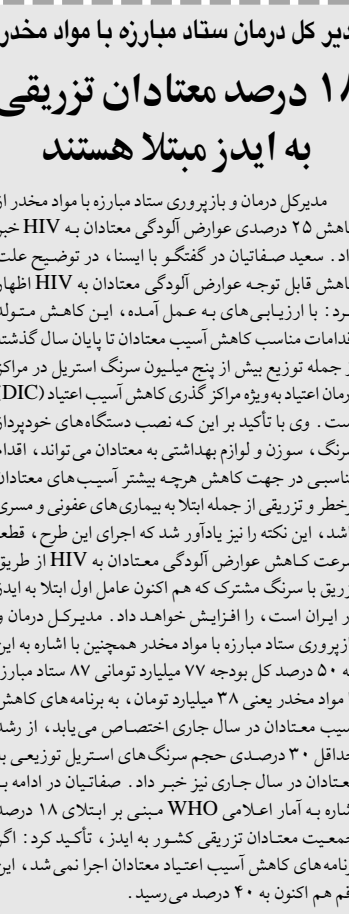 دیر کل درمان ستاد مبارزه با مواد مخدر
۱۸ درصد معتادان تزریقی
به ایدز مبتلا هستند
مدیرکل درمان و بازپروری ستاد مبارزه با مواد مخدر از
کاهش ۲۵ درصدی عوارض آلودگی معتادان به HIV خبر
داد. سعید صفاتیان در گفتگو با ایسنا، در توضیح علت
کاهش قابل توجه عوارض آلودگی معتادان به HIV اظهار
کرد: با ارزیابی‌های به عمل آمده، این کاهش متولد
اقدامات مناسب کاهش آسیب معتادان تا پایان سال گذشته
از جمله توزیع بیش از پنج میلیون سرنگ استریل در مراکز
درمان اعتیاد به‌ویژه مراکز گذری کاهش آسیب اعتیاد (DIC)
است. وی با تأکید بر این که نصب دستگاه‌های خودپرداز
سرنگ، سوزن و لوازم بهداشتی به معتادان می‌تواند، اقدام
مناسبی در جهت کاهش هرچه بیشتر آسیب‌های معتادان
پرخطر و تزریقی از جمله ابتلا به بیماری‌های عفونی و مسری
باشد، این نکته را نیز یادآور شد که اجرای این طرح، قطعا
سرعت کاهش عوارض آلودگی معتادان به HIV از طریق
تزریق با سرنگ مشترک که هم اکنون عامل اول ابتلا به ایدز
در ایران است، را افزایش خواهد داد. مدیرکل درمان و
بازپروری ستاد مبارزه با مواد مخدر همچنین با اشاره به این
که ۵۰ درصد کل بودجه ۷۷ میلیارد تومانی ۸۷ ستاد مبارزه
با مواد مخدر یعنی ۳۸ میلیارد تومان، به برنامه‌های کاهش
آسیب معتادان در سال جاری اختصاص می‌یابد، از رشد
حداقل ۳۰ درصدی حجم سرنگ‌های استریل توزیعی به
معتادان در سال جاری نیز خبر داد. صفاتیان در ادامه با
اشاره به آمار اعلامی WHO مبنی بر ابتلای ۱۸ درصد
جمعیت معتادان تزریقی کشور به ایدز، تأکید کرد: اگر
برنامه‌های کاهش آسیب اعتیاد معتادان اجرا نمی‌شد، این
رقم هم اکنون به ۴۰ درصد می‌رسید.